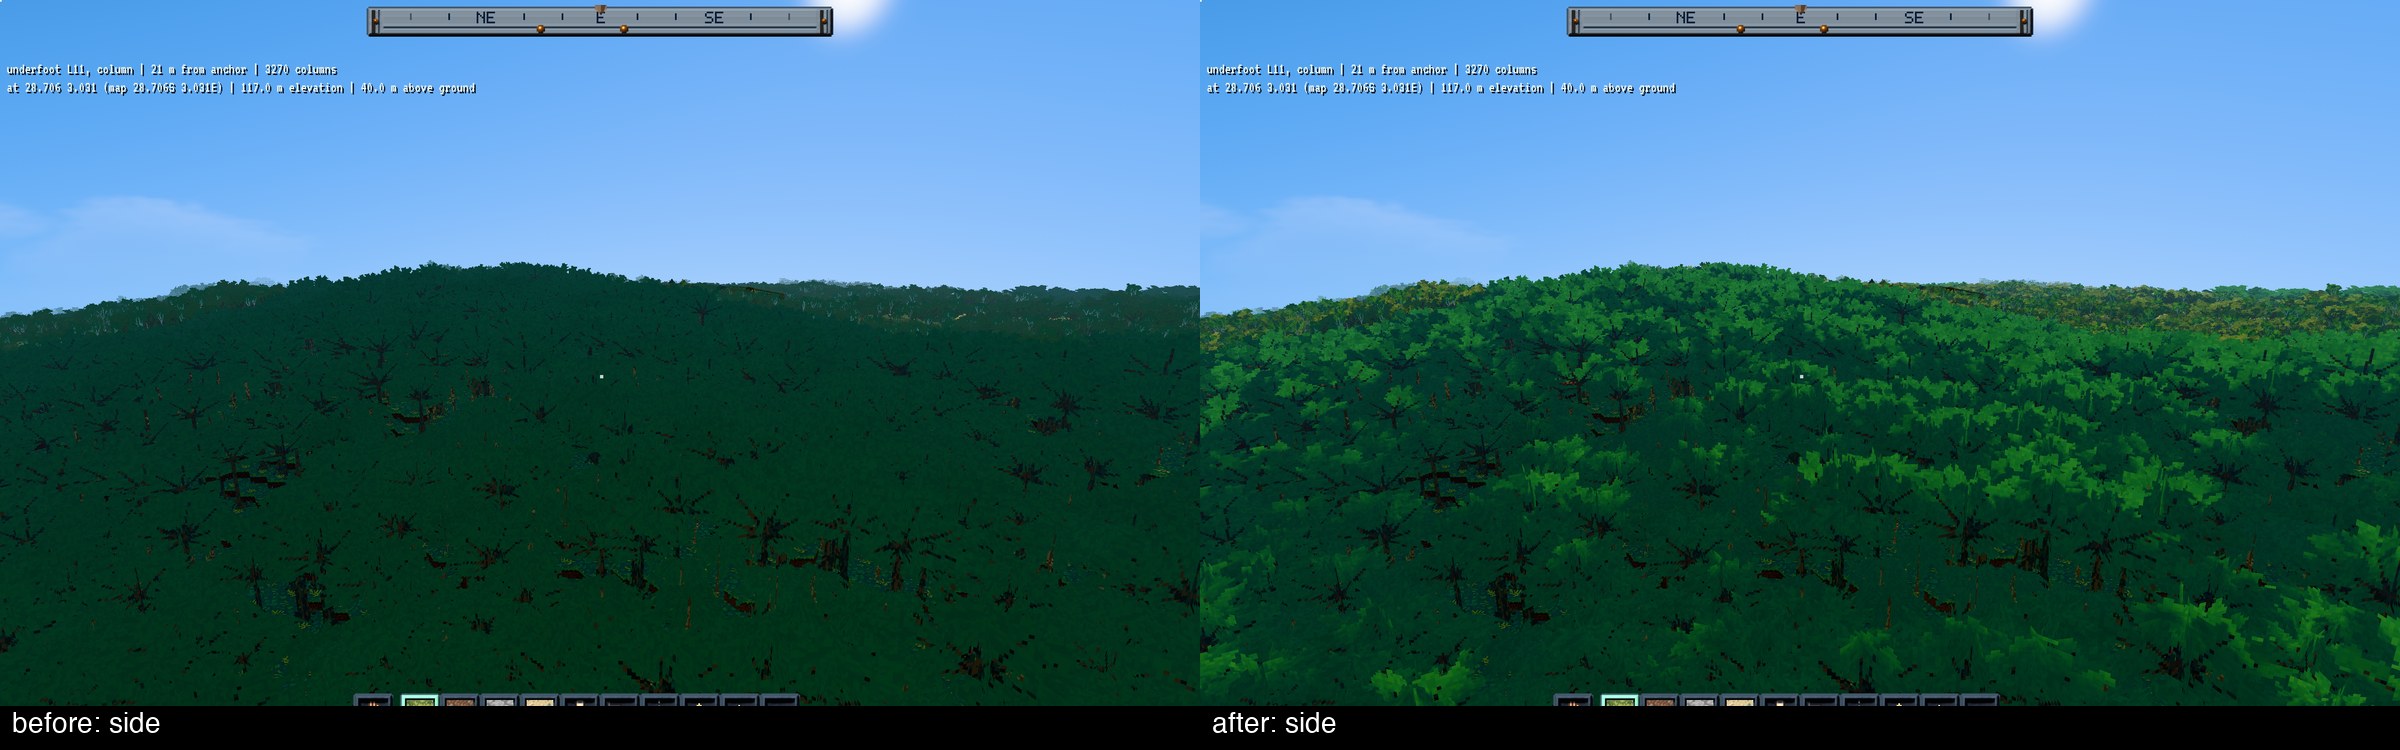 NE E SE
underfoot L11, column | 21 m from anchor | 3270 columns
at 28.706 3.031 (map 28.706S 3.031E) | 117.0 m elevation | 40.0 m above ground
before: side
NE E SE
underfoot L11, column | 21 m from anchor | 3270 columns
at 28.706 3.031 (map 28.706S 3.031E) | 117.0 m elevation | 40.0 m above ground
after: side